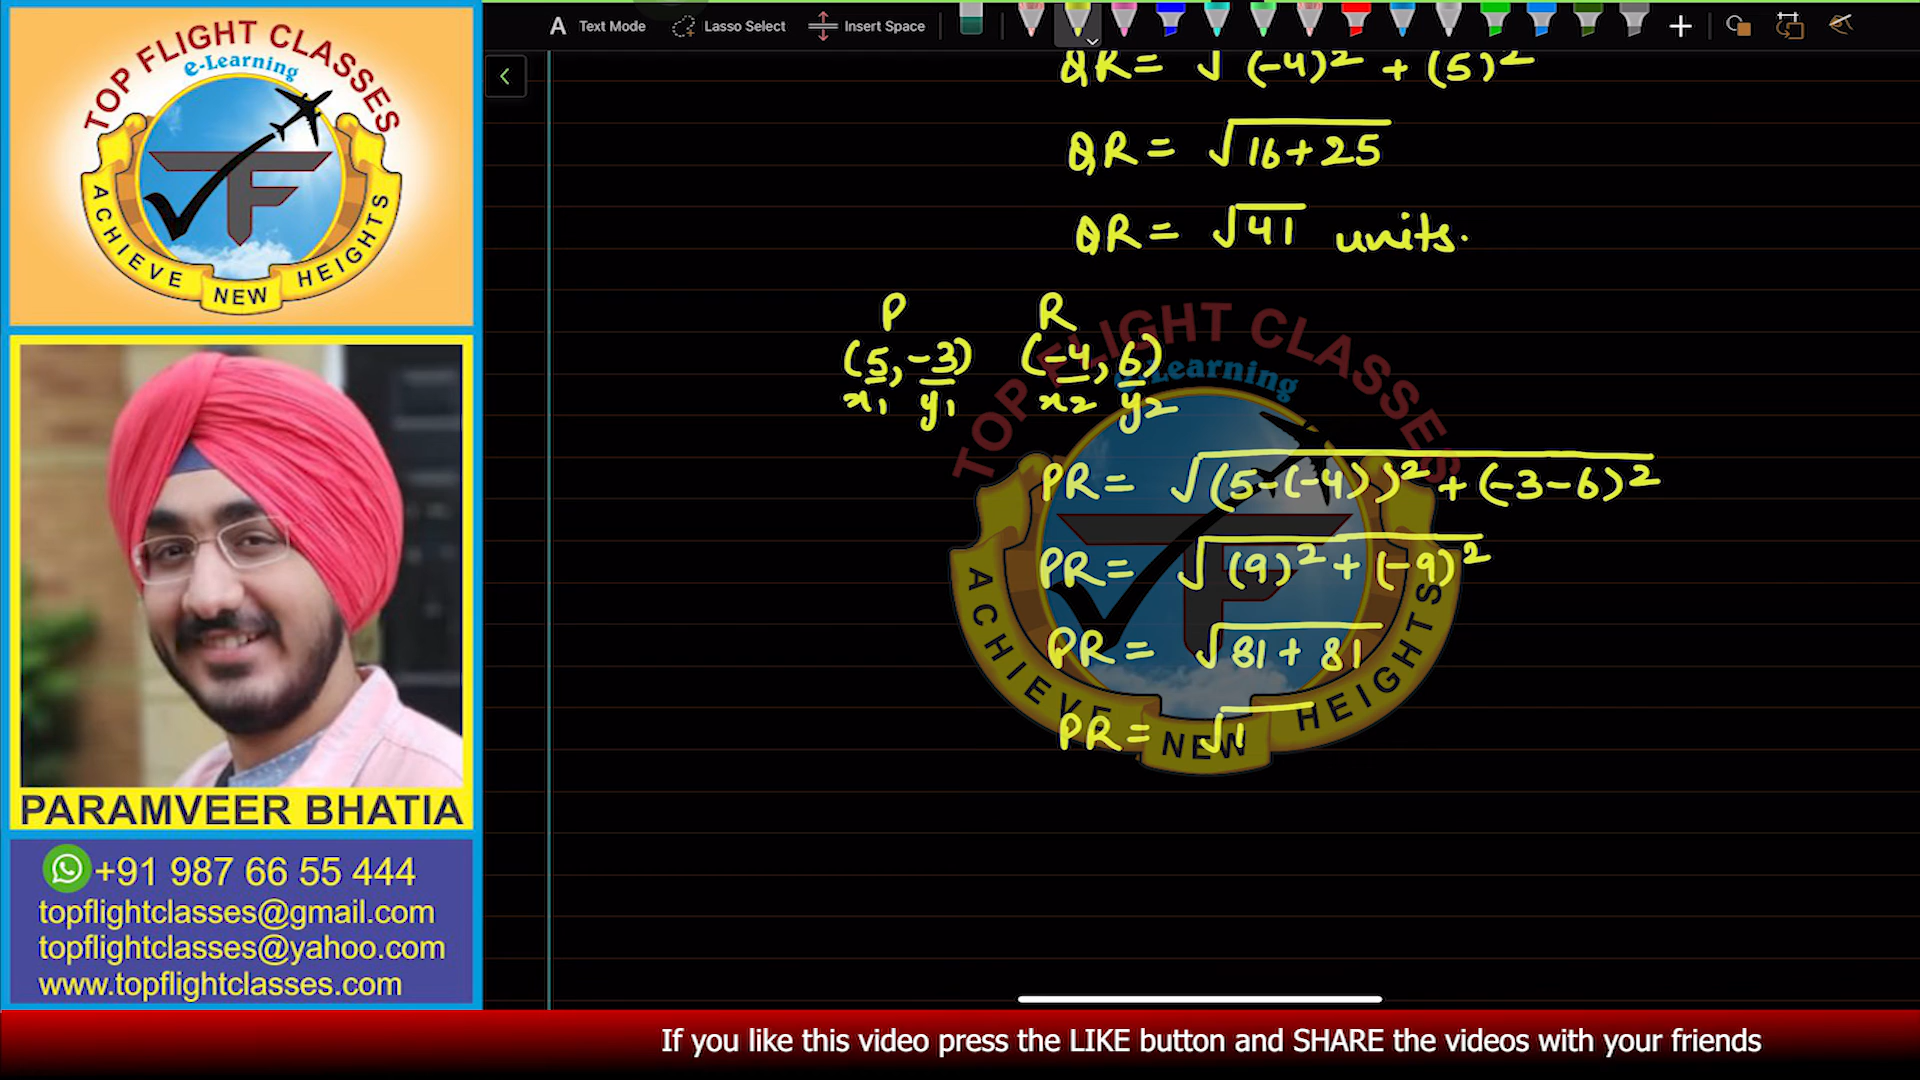 TOP FLIGHT CLASSES
e-Learning
TF
ACHIEVE NEW HEIGHTS
PARAMVEER BHATIA
+91 987 66 55 444
topflightclasses@gmail.com
topflightclasses@yahoo.com
www.topflightclasses.com
A Text Mode Lasso Select Insert Space
QR = √(-4)² + (5)²
QR = √16+25
QR = √41 units.
P R
(5, -3) (-4, 6)
x₁ y₁ x₂ y₂
PR = √(5-(-4))² + (-3-6)²
PR = √(9)² + (-9)²
PR = √81 + 81
PR = √1
TOP FLIGHT CLASSES
e-Learning
TF
ACHIEVE NEW HEIGHTS
If you like this video press the LIKE button and SHARE the videos with your friends